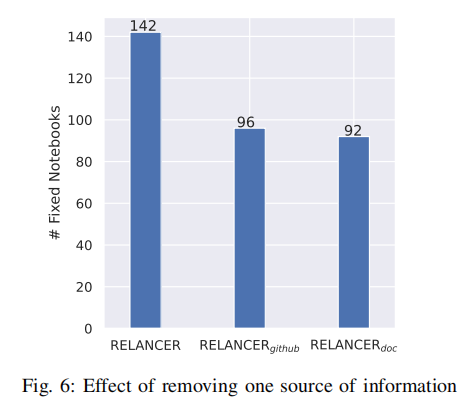 142
140
120
96
92
100
80
60
40
20
0
# Fixed Notebooks
RELANCER
RELANCERgithub
RELANCERdoc
Fig. 6: Effect of removing one source of information